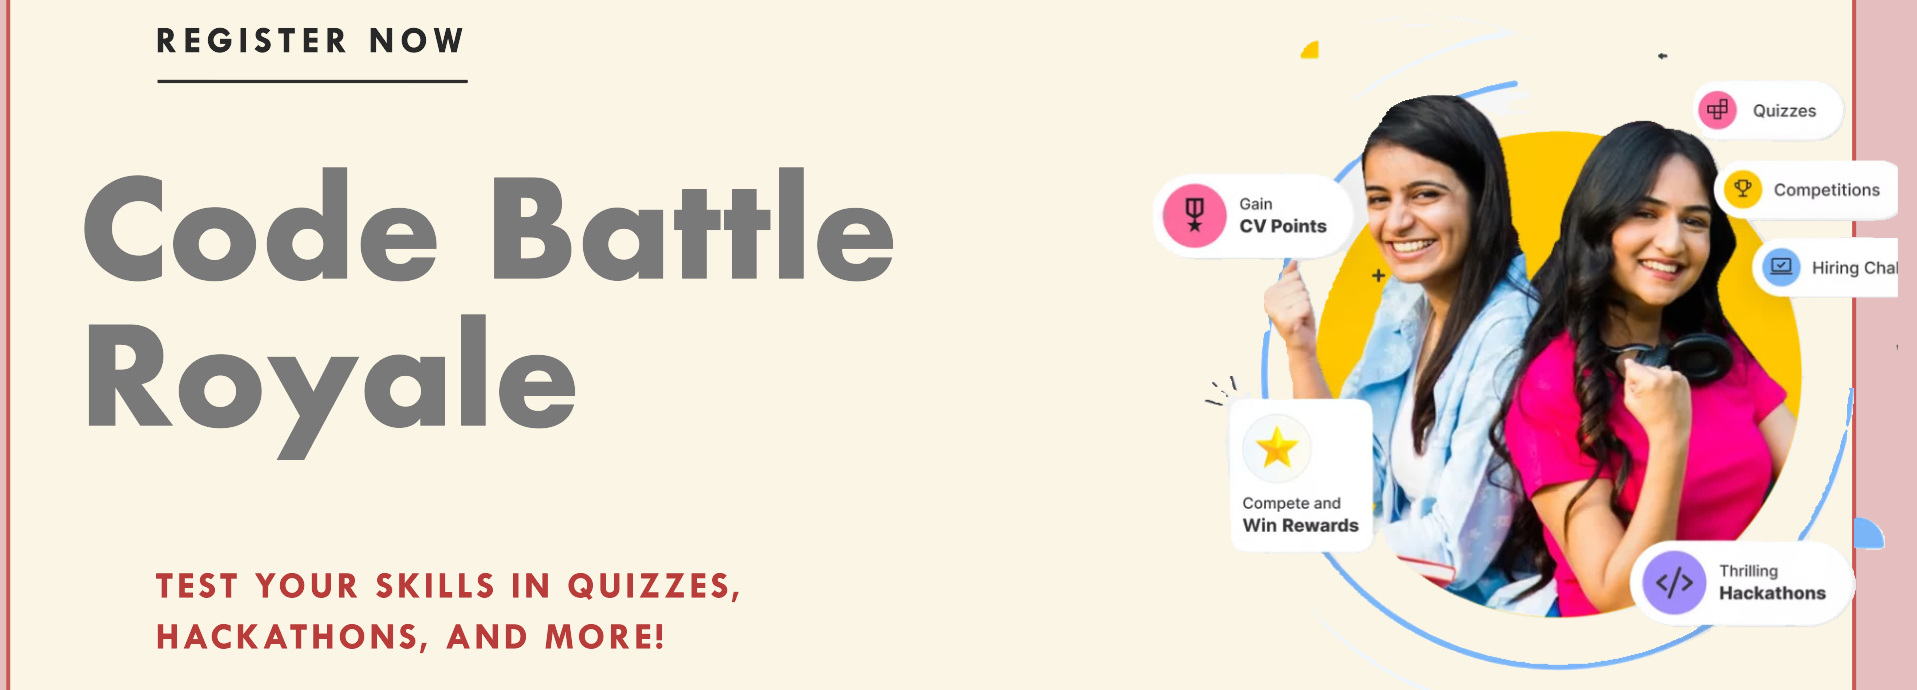 REGISTER NOW
Code Battle
Royale
TEST YOUR SKILLS IN QUIZZES,
HACKATHONS, AND MORE!
Gain
CV Points
Quizzes
Competitions
Hiring
Compete and
Win Rewards
Thrilling
Hackathons